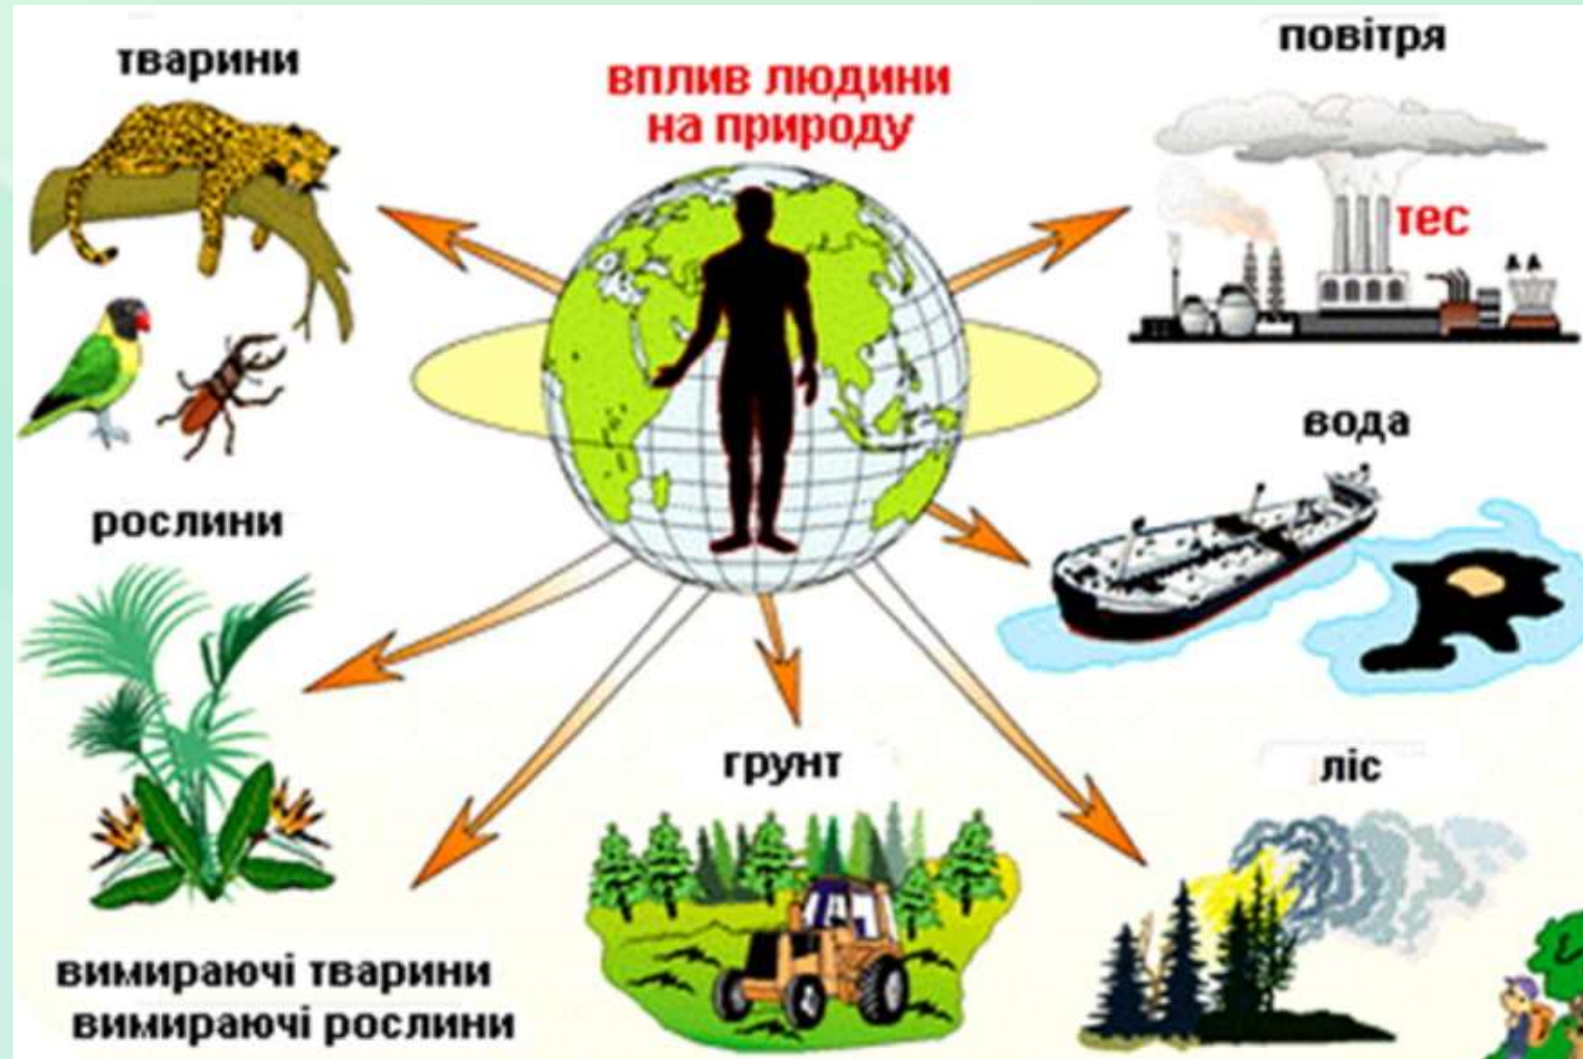 тварини
вплив людини
на природу
повітря
тес
вода
рослини
грунт
ліс
вимираючі тварини
вимираючі рослини